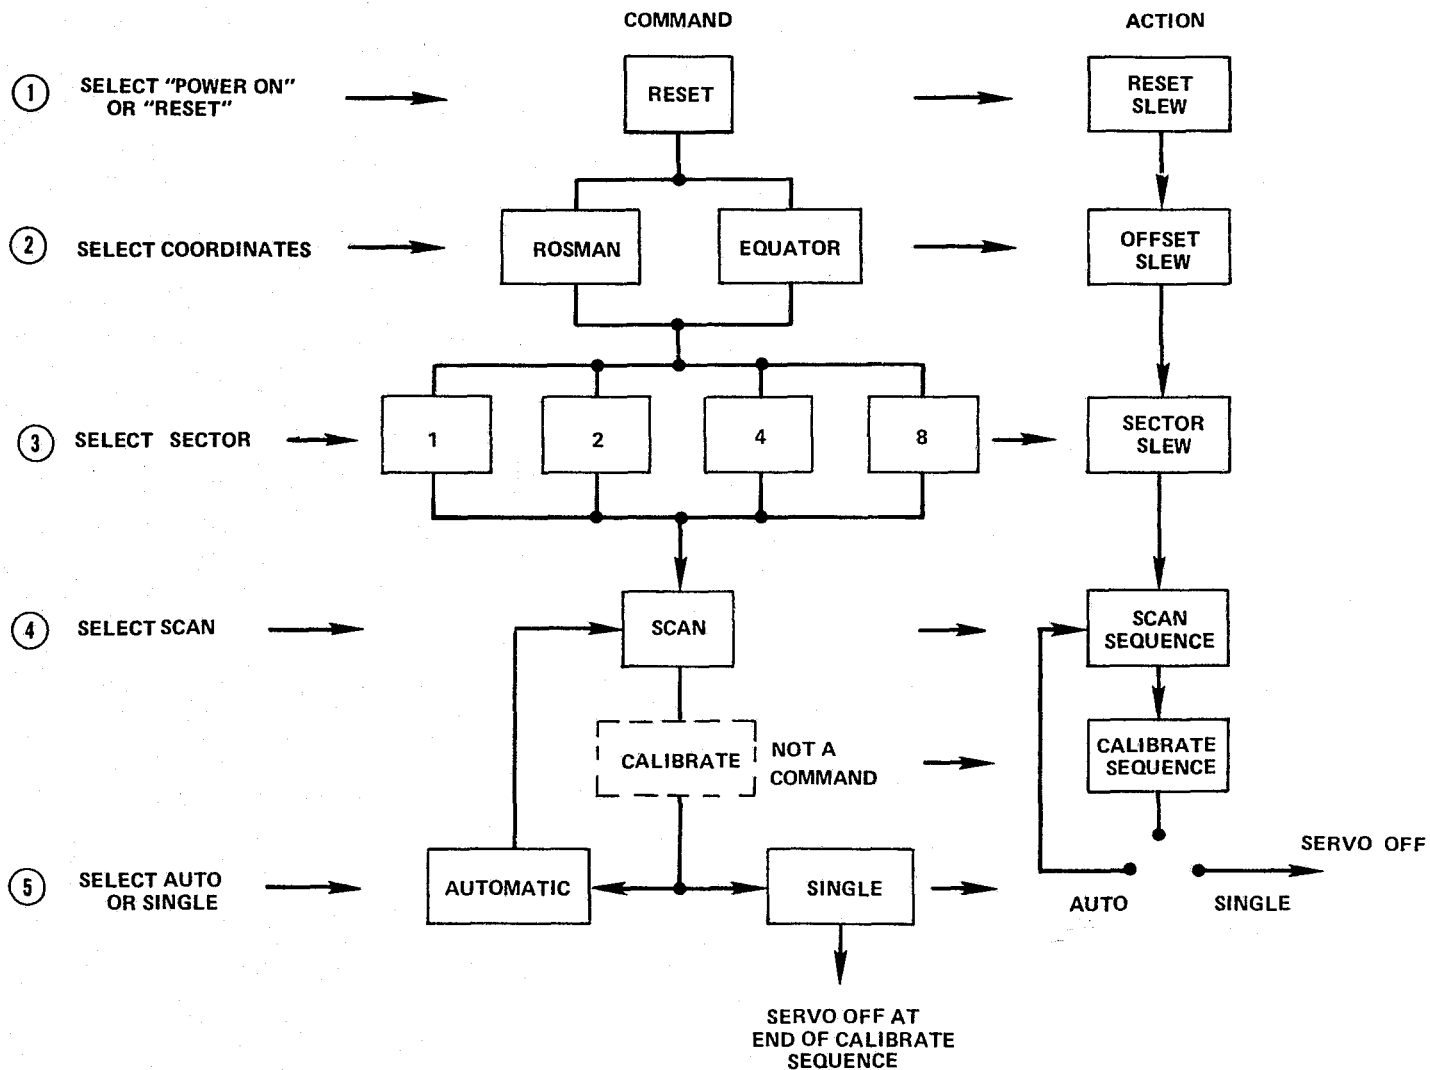 COMMAND
ACTION
1
SELECT "POWER ON"
OR "RESET"
RESET
RESET
SLEW
2
SELECT COORDINATES
ROSMAN
EQUATOR
OFFSET
SLEW
3
SELECT SECTOR
1
2
4
8
SECTOR
SLEW
4
SELECT SCAN
SCAN
SCAN
SEQUENCE
CALIBRATE
NOT A
COMMAND
CALIBRATE
SEQUENCE
5
SELECT AUTO
OR SINGLE
AUTOMATIC
SINGLE
AUTO
SINGLE
SERVO OFF
SERVO OFF AT
END OF CALIBRATE
SEQUENCE